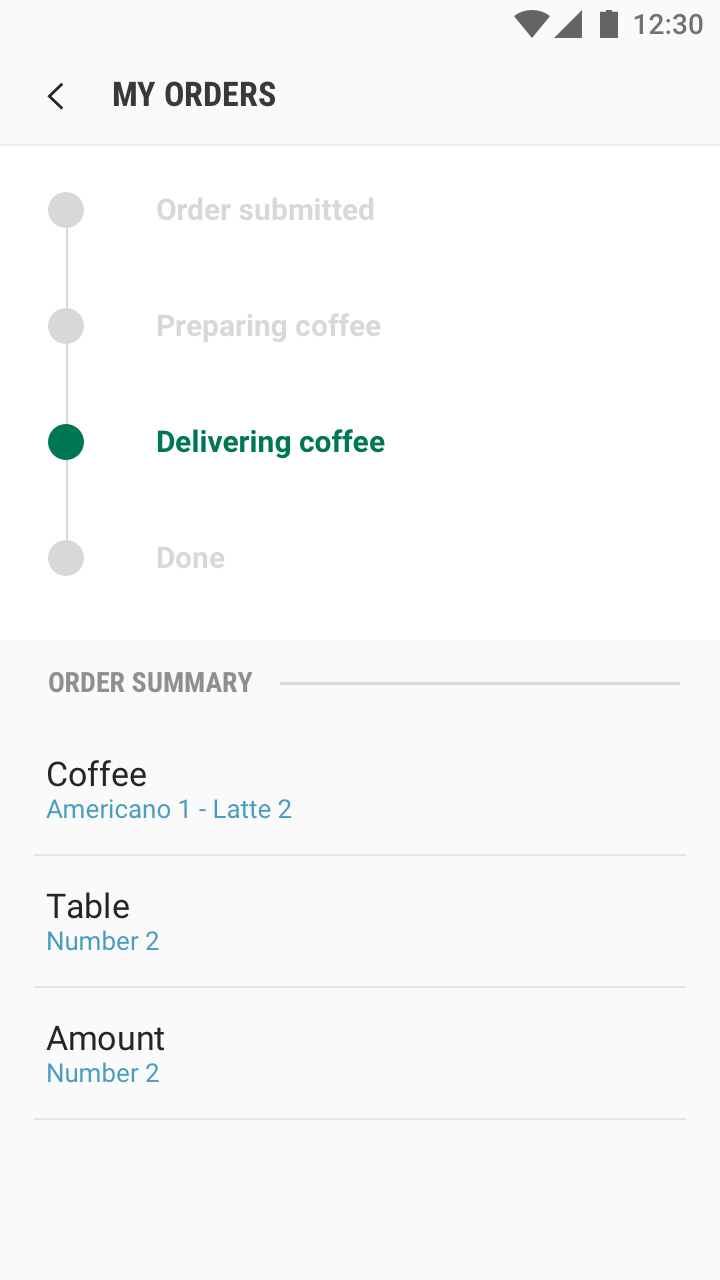 12:30
MY ORDERS
Order submitted
Preparing coffee
Delivering coffee
Done
ORDER SUMMARY
Coffee
Americano 1 - Latte 2
Table
Number 2
Amount
Number 2